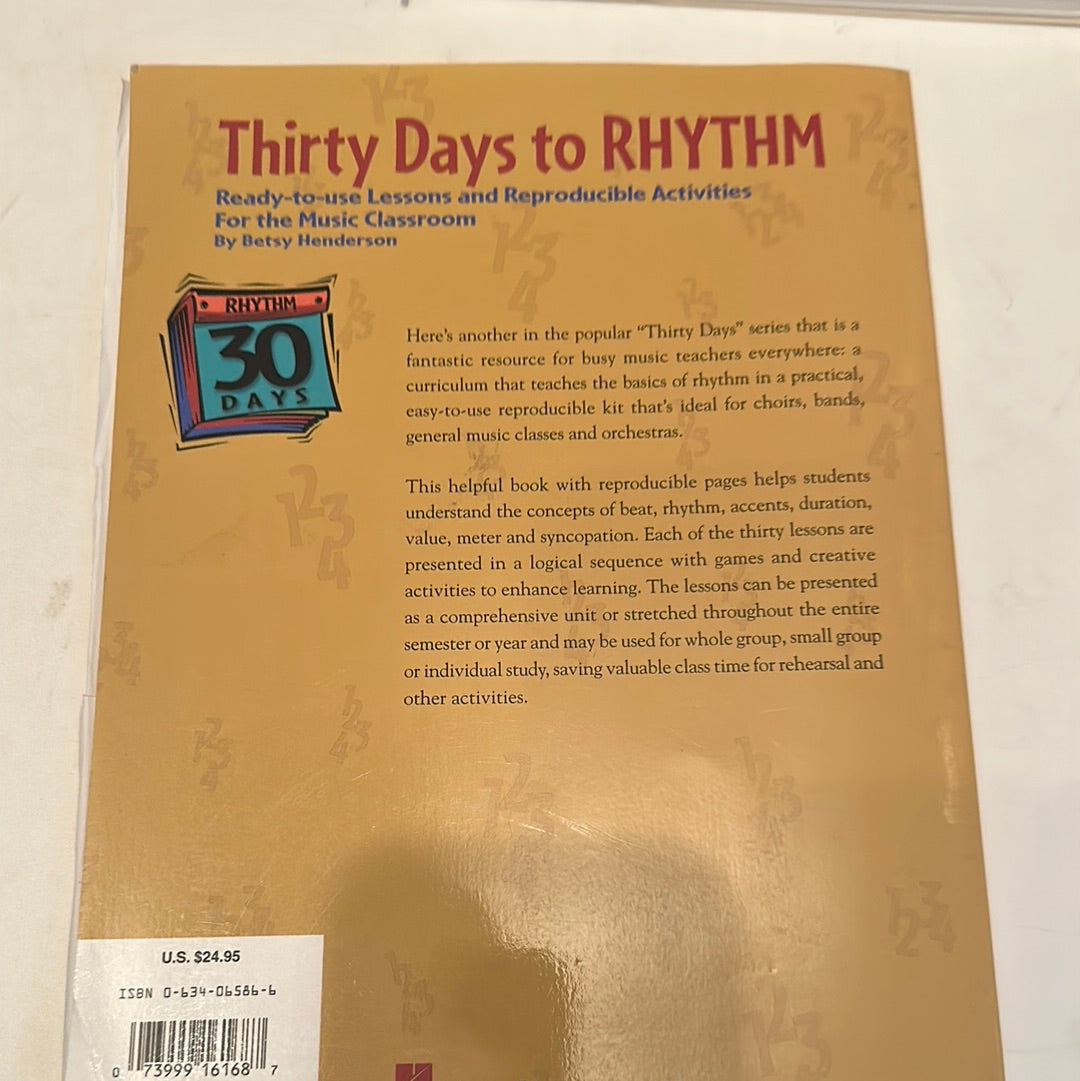 Thirty Days to RHYTHM
Ready-to-use Lessons and Reproducible Activities
For the Music Classroom
By Betsy Henderson
RHYTHM
30
DAYS
Here's another in the popular “Thirty Days” series that is a
fantastic resource for busy music teachers everywhere: a
curriculum that teaches the basics of rhythm in a practical,
easy-to-use reproducible kit that's ideal for choirs, bands,
general music classes and orchestras.
This helpful book with reproducible pages helps students
understand the concepts of beat, rhythm, accents, duration,
value, meter and syncopation. Each of the thirty lessons are
presented in a logical sequence with games and creative
activities to enhance learning. The lessons can be presented
as a comprehensive unit or stretched throughout the entire
semester or year and may be used for whole group, small group
or individual study, saving valuable class time for rehearsal and
other activities.
U.S. $24.95
ISBN 0-634-06586-6
0 73999 16168 7